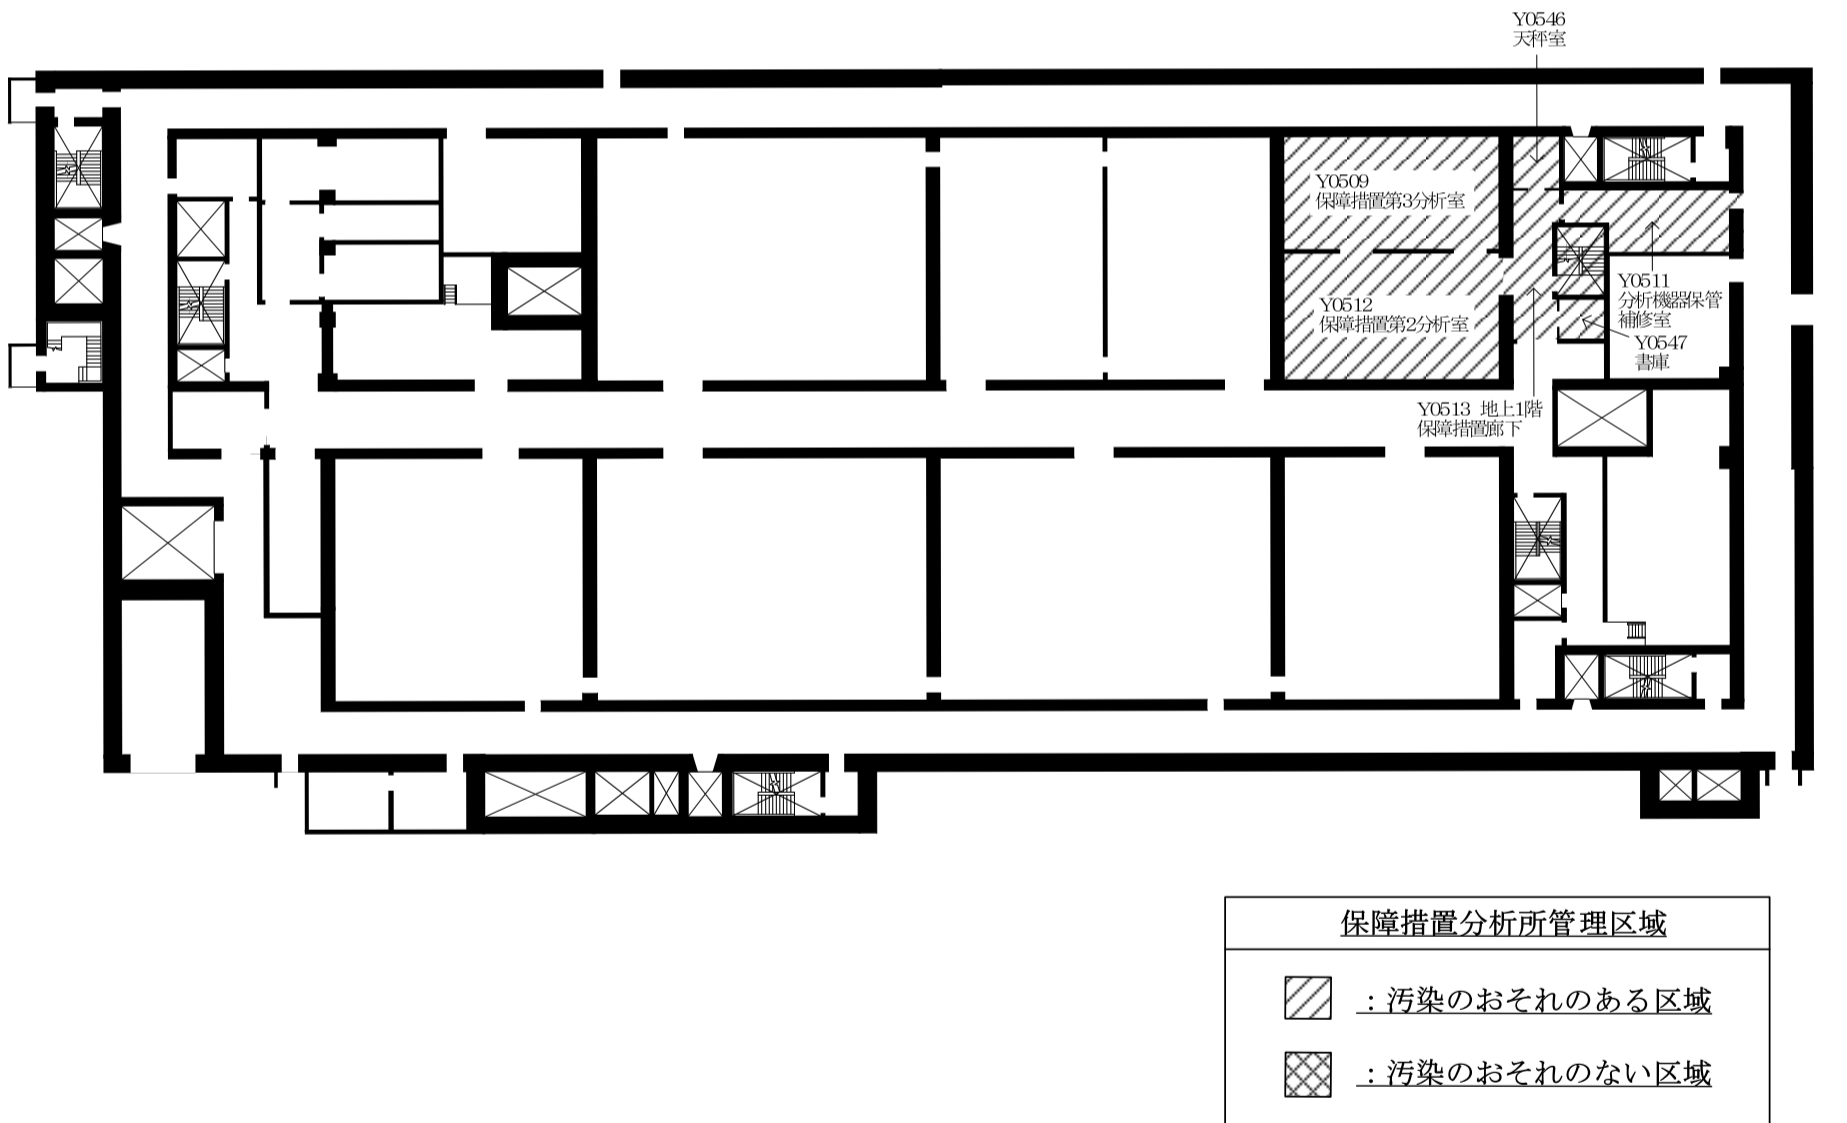 Y0546
天秤室
Y0509
保障措置第3分析室
Y0512
保障措置第2分析室
Y0511
分析機器保管
補修室
Y0547
書庫
Y0513 地上1階
保障措置廊下
保障措置分析所管理区域
：汚染のおそれのある区域
：汚染のおそれのない区域